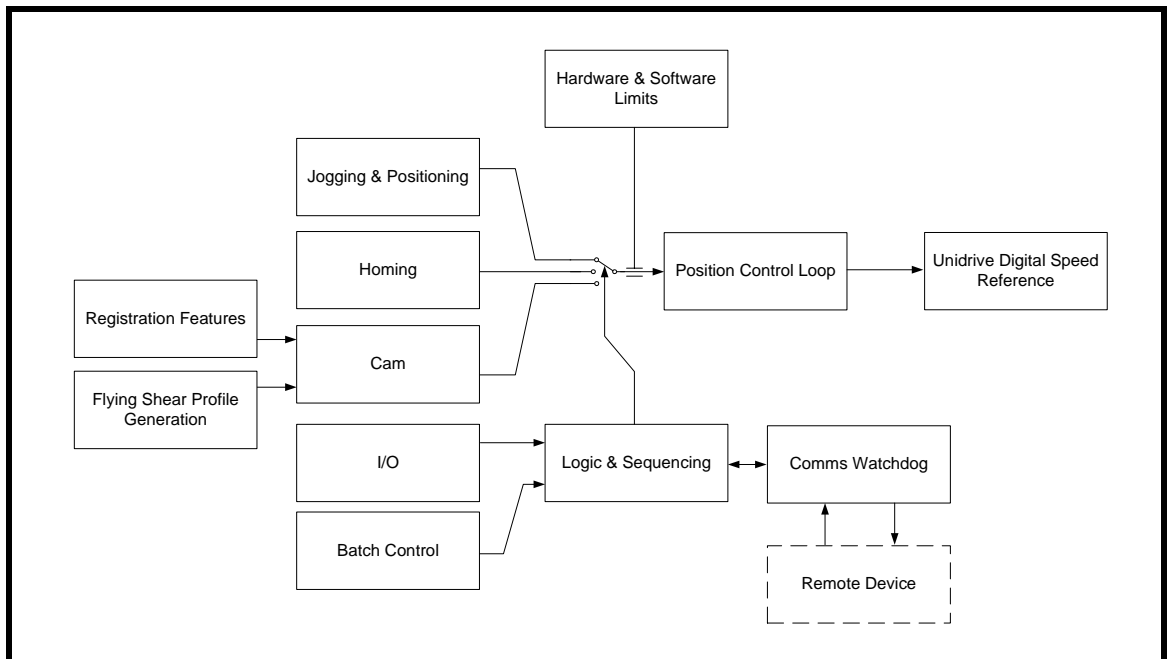 Hardware & Software
Limits
Jogging & Positioning
Homing
Position Control Loop
Unidrive Digital Speed
Reference
Registration Features
Cam
Flying Shear Profile
Generation
I/O
Logic & Sequencing
Comms Watchdog
Batch Control
Remote Device